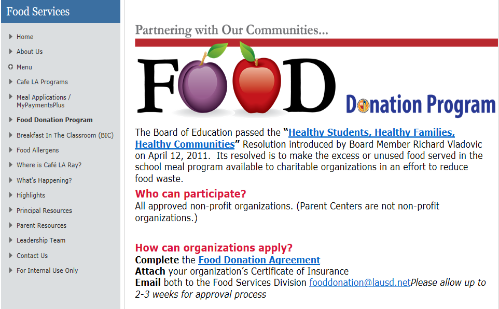 Food Services
Home
About Us
Menu
Cafe LA Programs
Meal Applications /
MyPaymentsPlus
Food Donation Program
Breakfast In The Classroom (BIC)
Food Allergens
Where is Café LA Ray?
What's Happening?
Highlights
Principal Resources
Parent Resources
Leadership Team
Contact Us
For Internal Use Only
Partnering with Our Communities...
FOOD
Donation Program
The Board of Education passed the "Healthy Students, Healthy Families,
Healthy Communities" Resolution introduced by Board Member Richard Vladovic
on April 12, 2011. Its resolved is to make the excess or unused food served in the
school meal program available to charitable organizations in an effort to reduce
food waste.
Who can participate?
All approved non-profit organizations. (Parent Centers are not non-profit
organizations.)
How can organizations apply?
Complete the Food Donation Agreement
Attach your organization's Certificate of Insurance
Email both to the Food Services Division fooddonation@lausd.netPlease allow up to
2-3 weeks for approval process